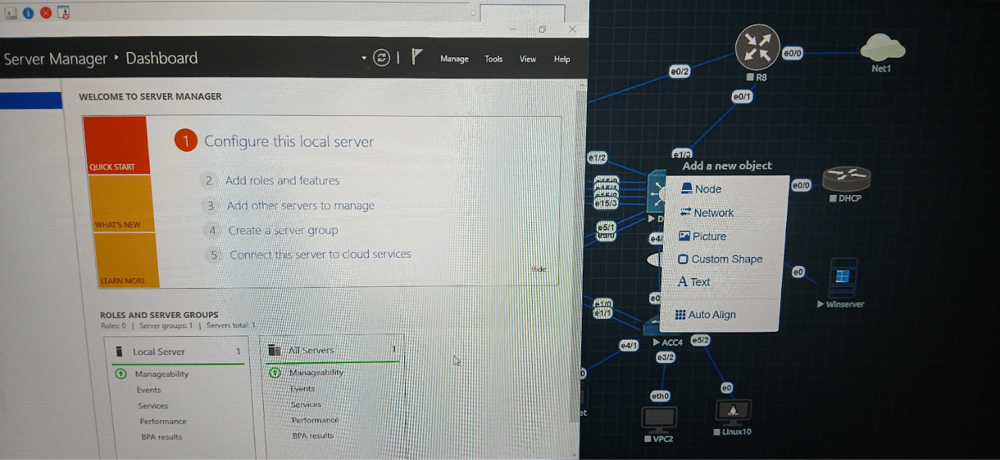 Server Manager • Dashboard
Manage Tools View Help
WELCOME TO SERVER MANAGER
QUICK START
WHAT'S NEW
LEARN MORE
1 Configure this local server
2 Add roles and features
3 Add other servers to manage
4 Create a server group
5 Connect this server to cloud services
Hide
ROLES AND SERVER GROUPS
Roles: 0 | Server groups: 1 | Servers total: 1
Local Server 1
Manageability
Events
Services
Performance
BPA results
All Servers 1
Manageability
Events
Services
Performance
BPA results
e0/2
R8
e0/0
Net1
e0/1
e1/2
e1/3
Add a new object
Node
Network
Picture
Custom Shape
Text
Auto Align
e0/0
DHCP
e15/3
e5/1
e0
Winserver
e1/0
e1/1
e4/1
ACC4
e5/2
e3/2
eth0
VPC2
e0
Linux10